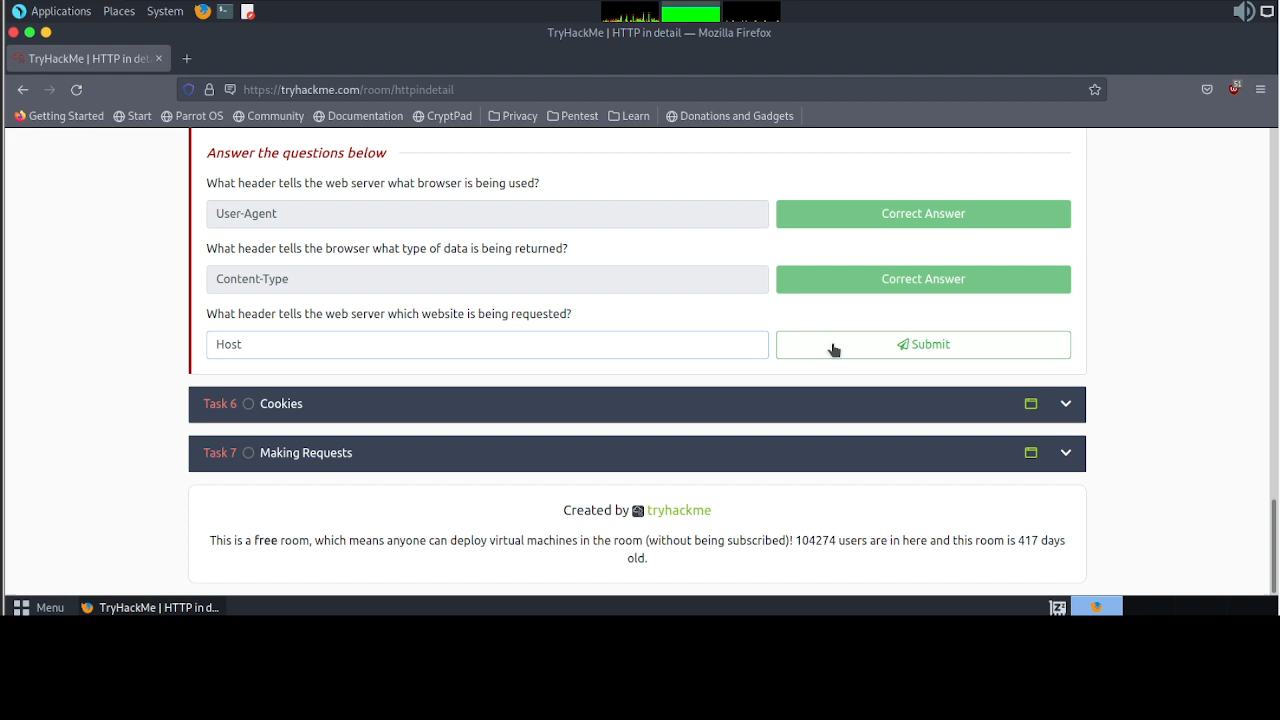 Applications Places System
TryHackMe | HTTP in detail — Mozilla Firefox
TryHackMe | HTTP in det
https://tryhackme.com/room/httpindetail
51
Getting Started Start Parrot OS Community Documentation CryptPad Privacy Pentest Learn Donations and Gadgets
Answer the questions below
What header tells the web server what browser is being used?
User-Agent Correct Answer
What header tells the browser what type of data is being returned?
Content-Type Correct Answer
What header tells the web server which website is being requested?
Host Submit
Task 6 Cookies
Task 7 Making Requests
Created by tryhackme
This is a free room, which means anyone can deploy virtual machines in the room (without being subscribed)! 104274 users are in here and this room is 417 days
old.
Menu TryHackMe | HTTP in d...